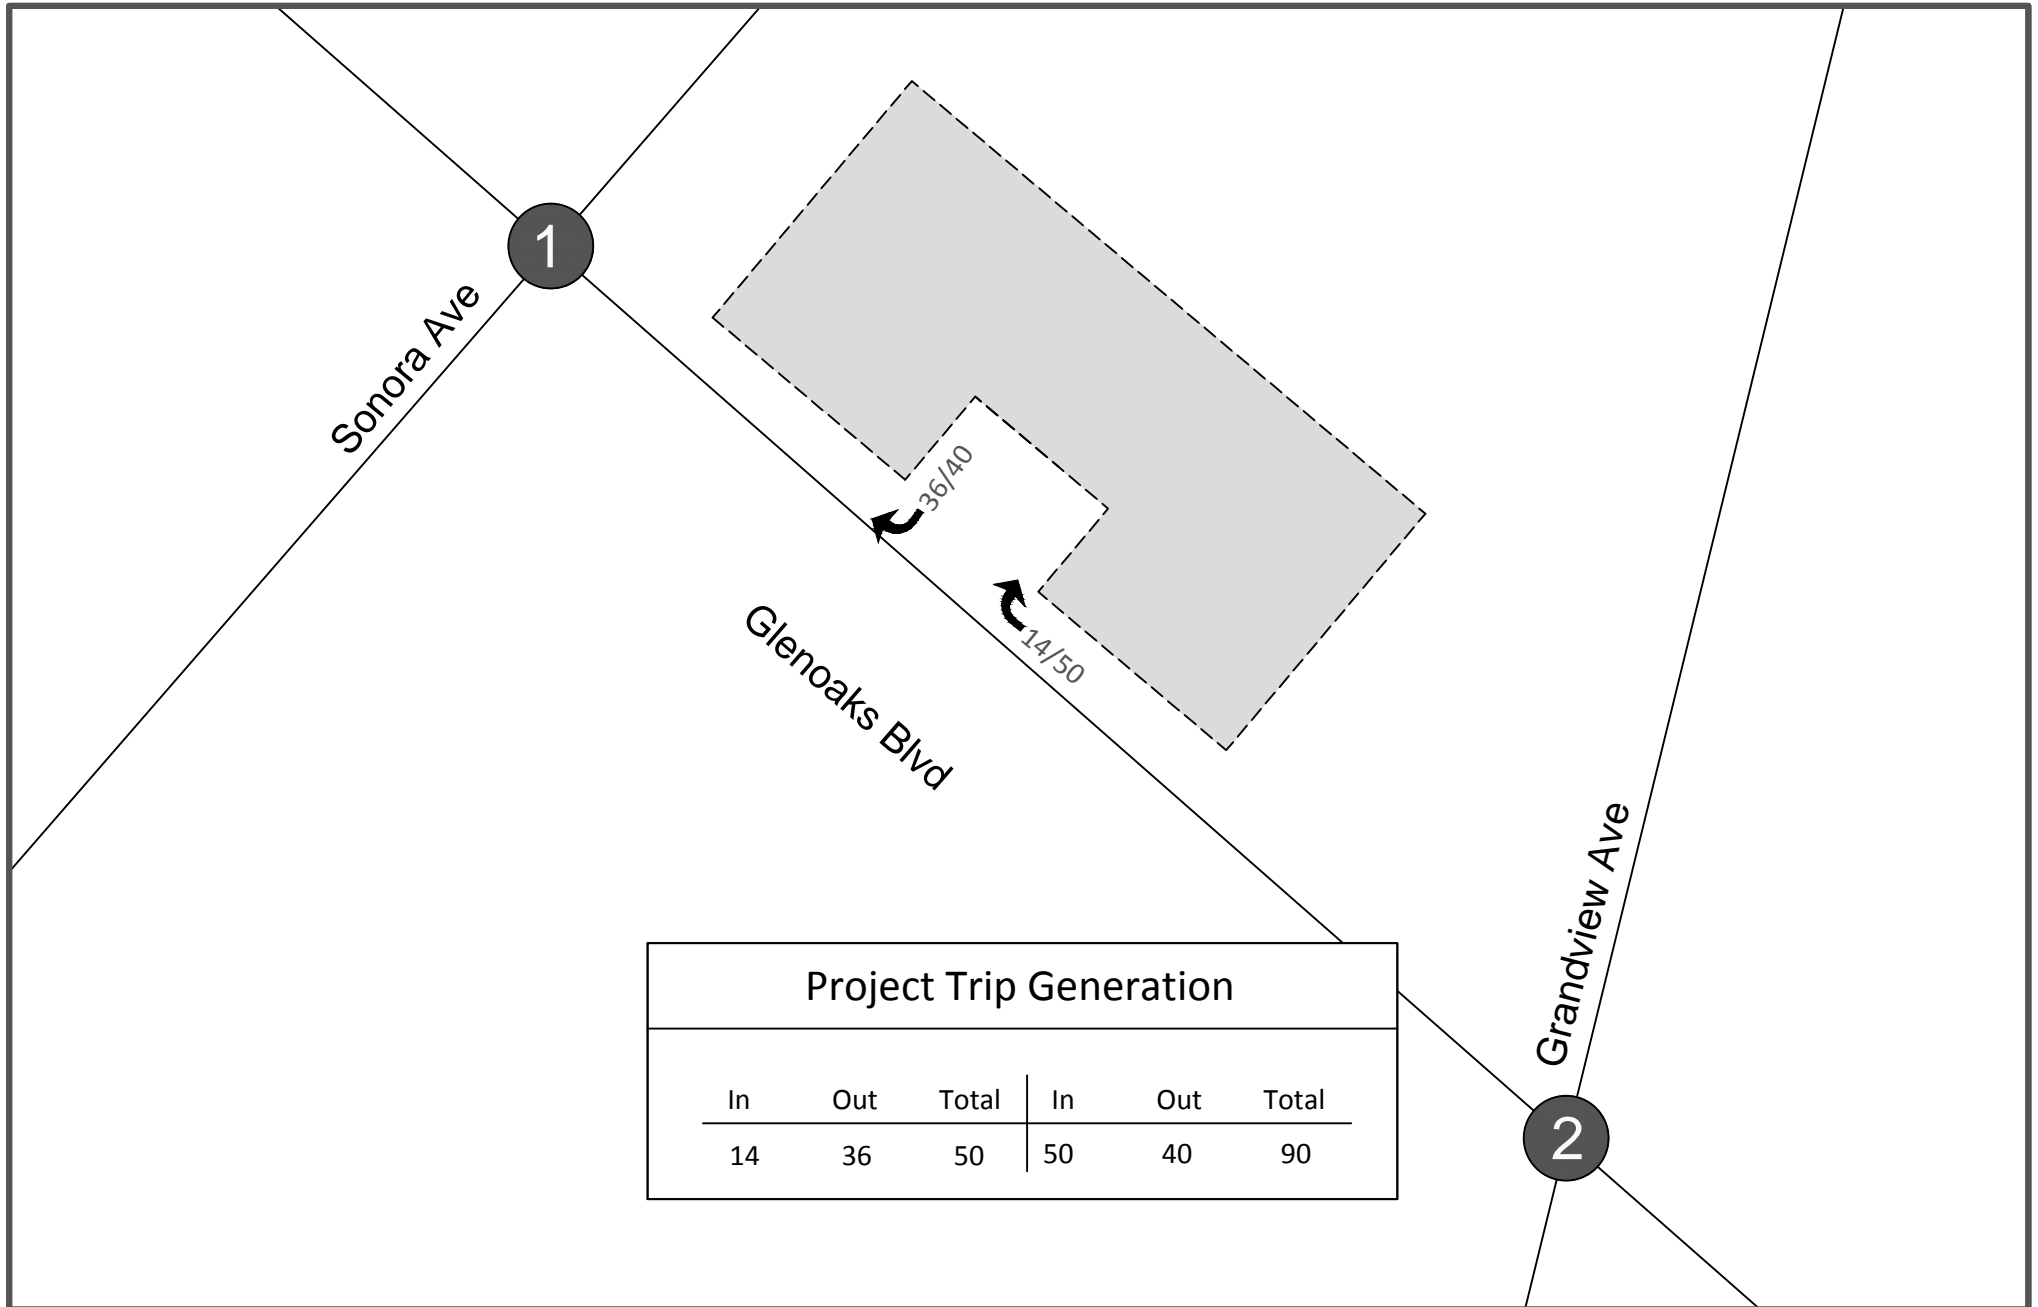 1
Sonora Ave
36/40
14/50
Glenoaks Blvd
Grandview Ave
Project Trip Generation
In Out Total In Out Total
14 36 50 50 40 90
2